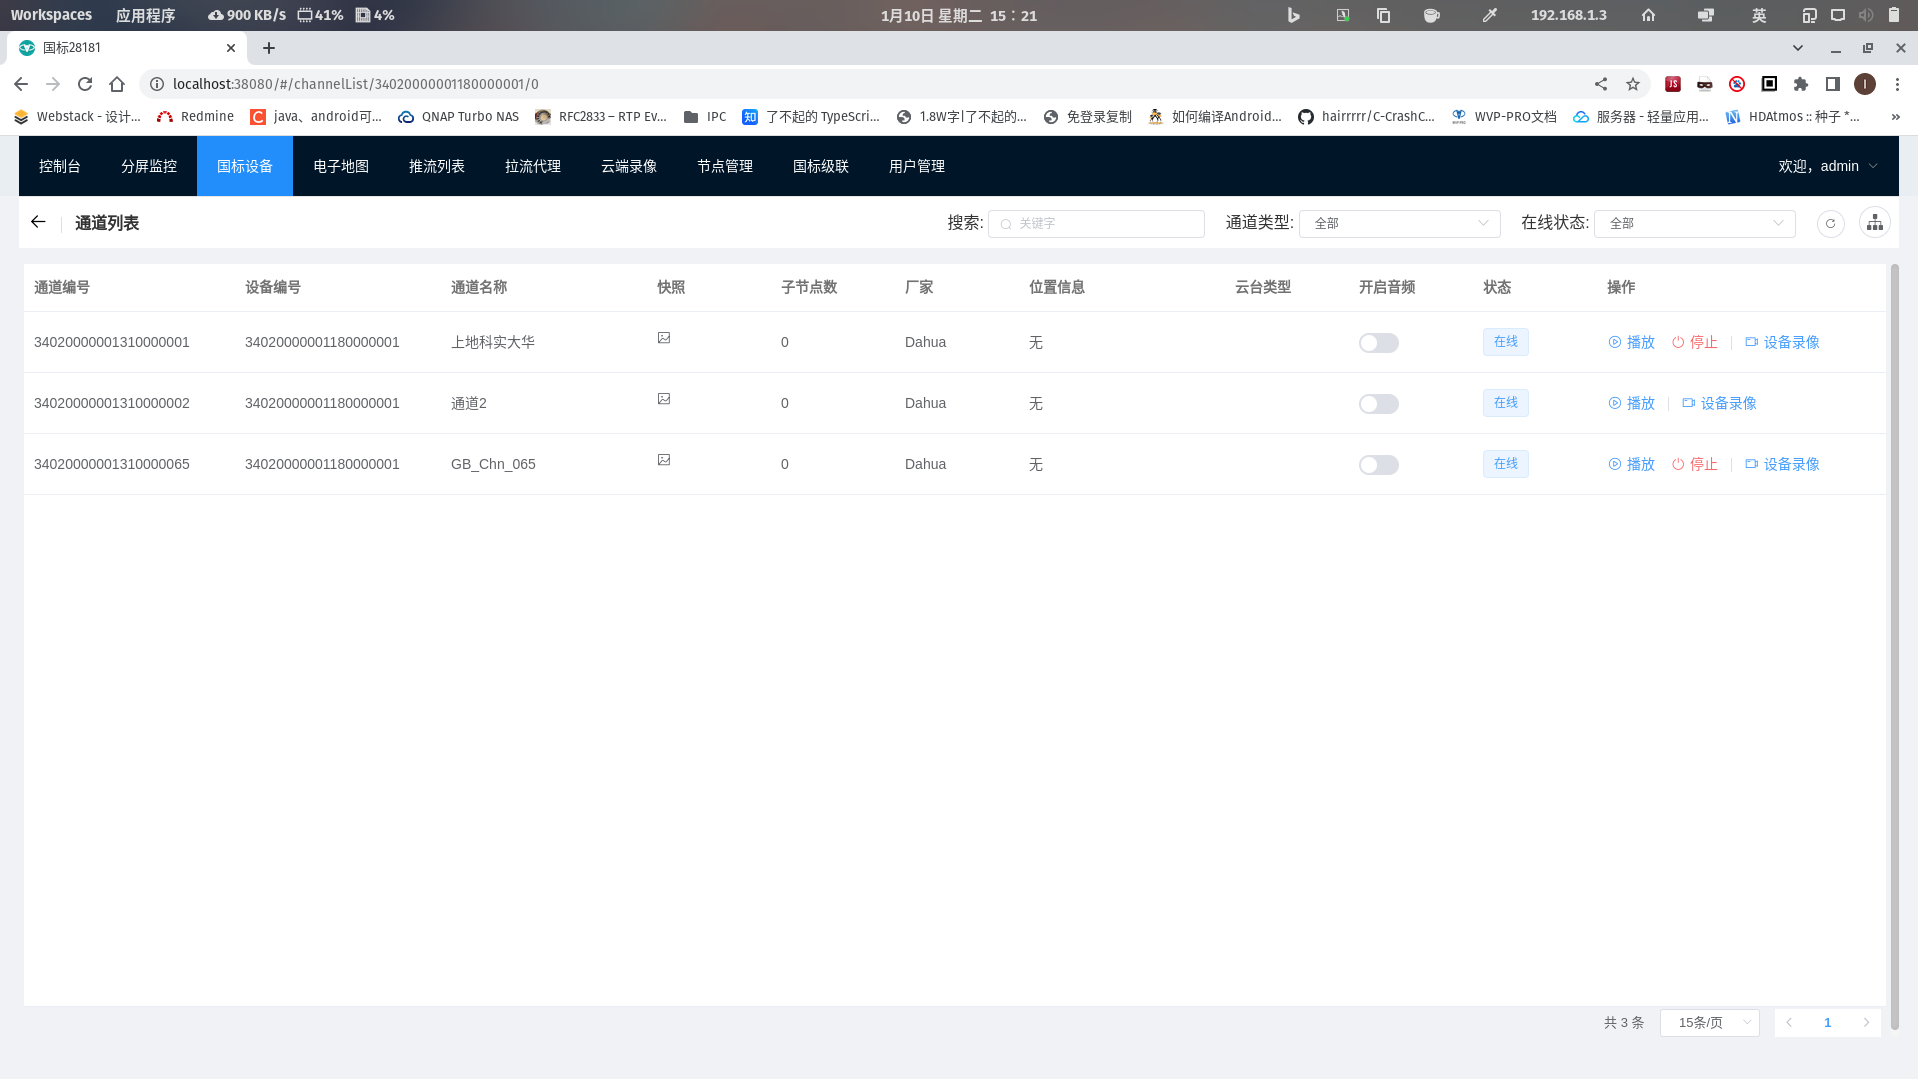 Workspaces 应用程序 900 KB/s 41% 4% 1月10日 星期二 15：21 192.168.1.3 英
国标28181
localhost:38080/#/channelList/34020000001180000001/0
Webstack - 设计... Redmine java、android可... QNAP Turbo NAS RFC2833 – RTP Ev... IPC 了不起的 TypeScri... 1.8W字|了不起的... 免登录复制 如何编译Android... hairrrrr/C-CrashC... WVP-PRO文档 服务器 - 轻量应用... HDAtmos :: 种子 *... »
控制台 分屏监控 国标设备 电子地图 推流列表 拉流代理 云端录像 节点管理 国标级联 用户管理 欢迎，admin
通道列表 搜索: 关键字 通道类型: 全部 在线状态: 全部
通道编号 设备编号 通道名称 快照 子节点数 厂家 位置信息 云台类型 开启音频 状态 操作
34020000001310000001 34020000001180000001 上地科实大华 0 Dahua 无 在线 播放 停止 设备录像
34020000001310000002 34020000001180000001 通道2 0 Dahua 无 在线 播放 设备录像
34020000001310000065 34020000001180000001 GB_Chn_065 0 Dahua 无 在线 播放 停止 设备录像
共 3 条 15条/页 1